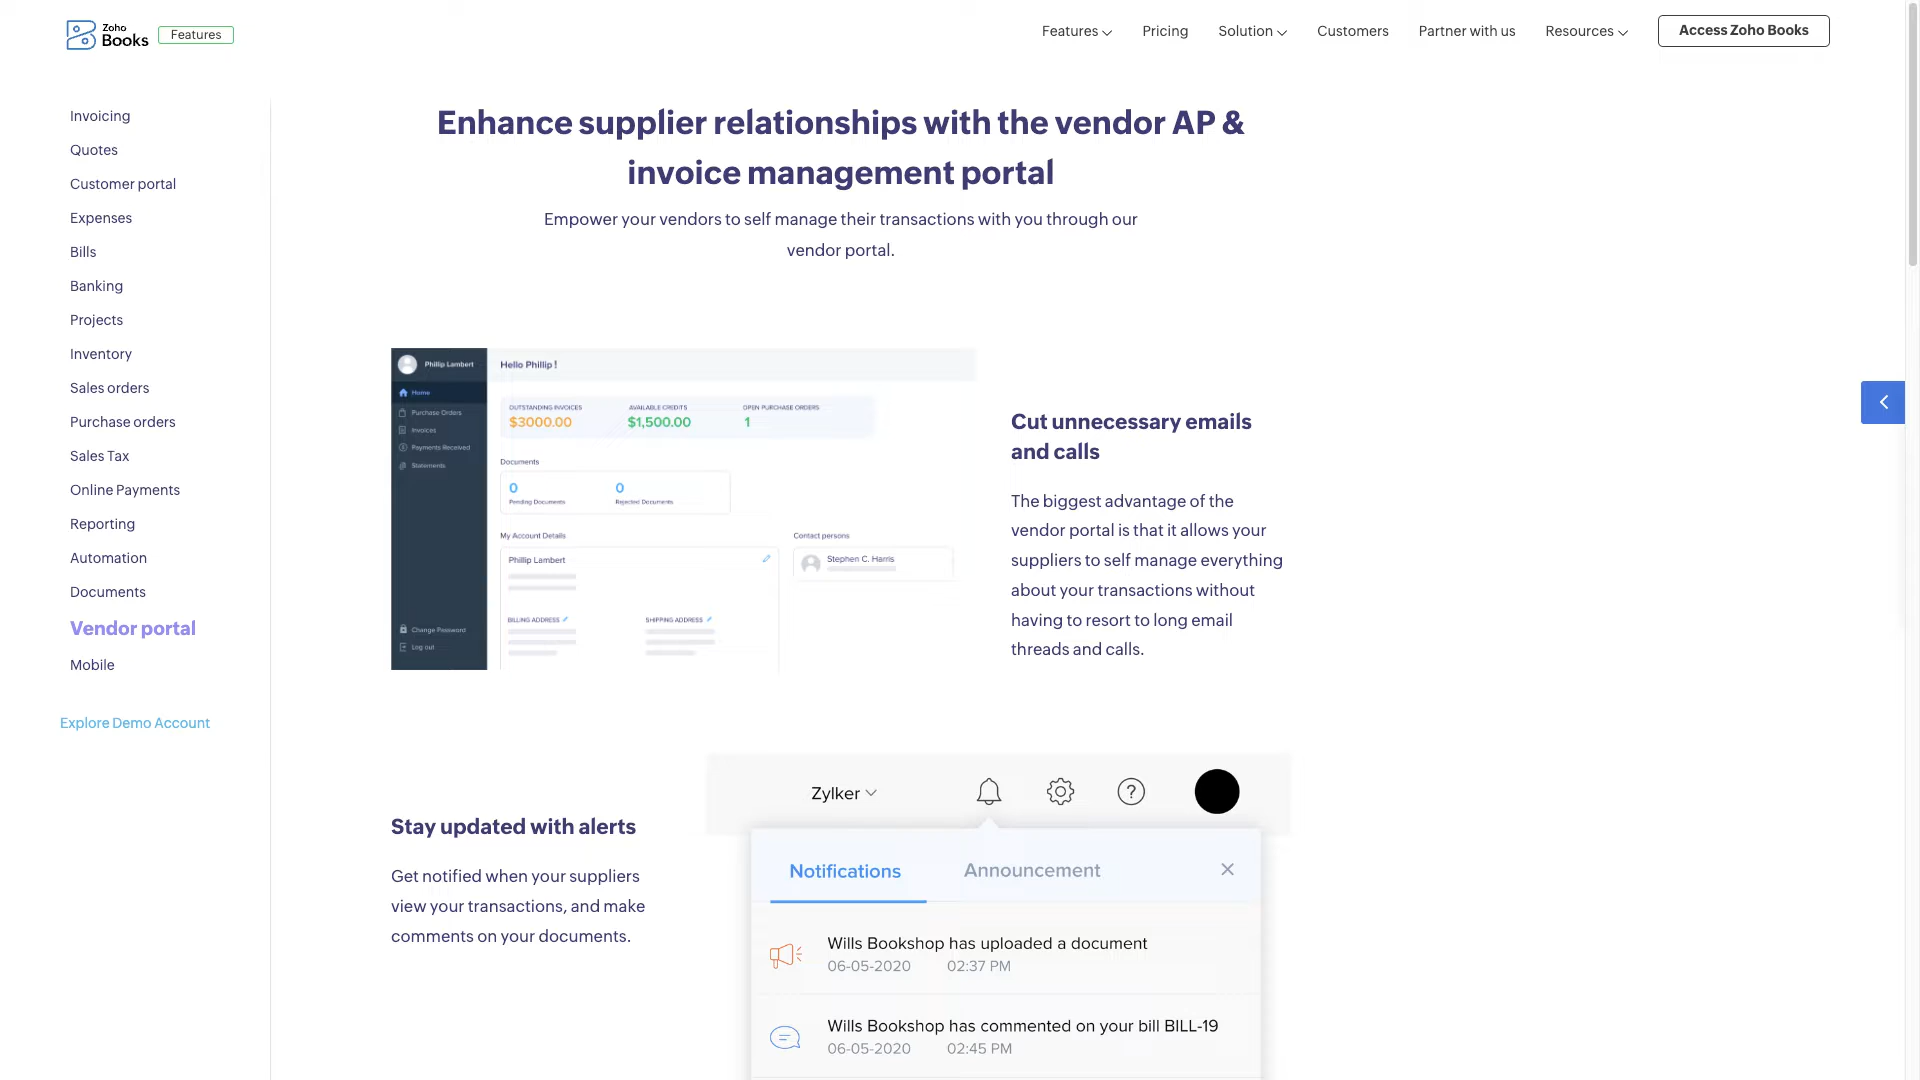 Zoho
Books
Features
Features
Pricing
Solution
Customers
Partner with us
Resources
Access Zoho Books
Invoicing
Quotes
Customer portal
Expenses
Bills
Banking
Projects
Inventory
Sales orders
Purchase orders
Sales Tax
Online Payments
Reporting
Automation
Documents
Vendor portal
Mobile
Explore Demo Account
Enhance supplier relationships with the vendor AP &
invoice management portal
Empower your vendors to self manage their transactions with you through our
vendor portal.
Phillip Lambert
Home
Purchase Orders
Invoices
Payments Received
Statements
Change Password
Log out
Hello Phillip !
OUTSTANDING INVOICES
AVAILABLE CREDITS
OPEN PURCHASE ORDERS
$3000.00
$1,500.00
1
Documents
0
0
Pending Documents
Rejected Documents
My Account Details
Contact persons
Phillip Lambert
Stephen C. Harris
BILLING ADDRESS
SHIPPING ADDRESS
Cut unnecessary emails
and calls
The biggest advantage of the
vendor portal is that it allows your
suppliers to self manage everything
about your transactions without
having to resort to long email
threads and calls.
Stay updated with alerts
Get notified when your suppliers
view your transactions, and make
comments on your documents.
Zylker
Notifications
Announcement
Wills Bookshop has uploaded a document
06-05-2020 02:37 PM
Wills Bookshop has commented on your bill BILL-19
06-05-2020 02:45 PM